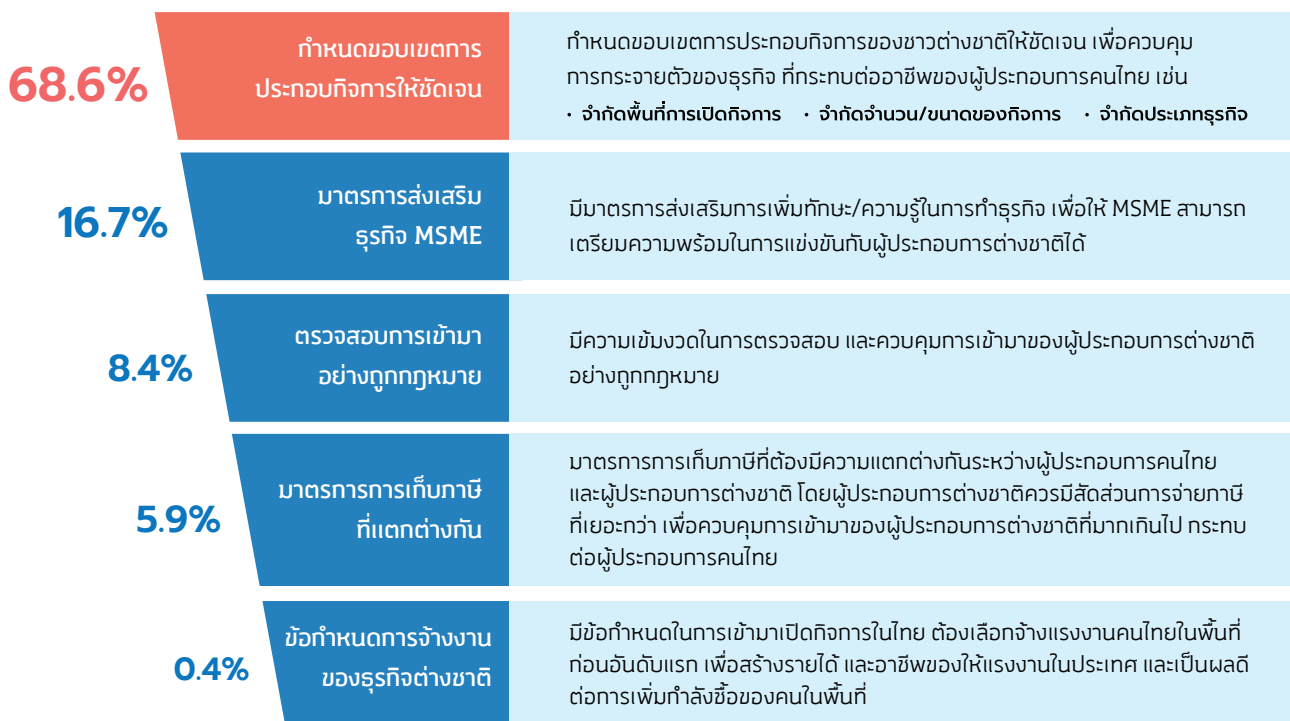 68.6%
กำหนดขอบเขตการ
ประกอบกิจการให้ชัดเจน
กำหนดขอบเขตการประกอบกิจการของชาวต่างชาติให้ชัดเจน เพื่อควบคุม
การกระจายตัวของธุรกิจ ที่กระทบต่ออาชีพของผู้ประกอบการคนไทย เช่น
• จำกัดพื้นที่การเปิดกิจการ • จำกัดจำนวน/ขนาดของกิจการ • จำกัดประเภทธุรกิจ
16.7%
มาตรการส่งเสริม
ธุรกิจ MSME
มีมาตรการส่งเสริมการเพิ่มทักษะ/ความรู้ในการทำธุรกิจ เพื่อให้ MSME สามารถ
เตรียมความพร้อมในการแข่งขันกับผู้ประกอบการต่างชาติได้
8.4%
ตรวจสอบการเข้ามา
อย่างถูกกฎหมาย
มีความเข้มงวดในการตรวจสอบ และควบคุมการเข้ามาของผู้ประกอบการต่างชาติ
อย่างถูกกฎหมาย
5.9%
มาตรการการเก็บภาษี
ที่แตกต่างกัน
มาตรการการเก็บภาษีที่ต้องมีความแตกต่างกันระหว่างผู้ประกอบการคนไทย
และผู้ประกอบการต่างชาติ โดยผู้ประกอบการต่างชาติควรมีสัดส่วนการจ่ายภาษี
ที่เยอะกว่า เพื่อควบคุมการเข้ามาของผู้ประกอบการต่างชาติที่มากเกินไป กระทบ
ต่อผู้ประกอบการคนไทย
0.4%
ข้อกำหนดการจ้างงาน
ของธุรกิจต่างชาติ
มีข้อกำหนดในการเข้ามาเปิดกิจการในไทย ต้องเลือกจ้างแรงงานคนไทยในพื้นที่
ก่อนอันดับแรก เพื่อสร้างรายได้ และอาชีพของให้แรงงานในประเทศ และเป็นผลดี
ต่อการเพิ่มกำลังซื้อของคนในพื้นที่